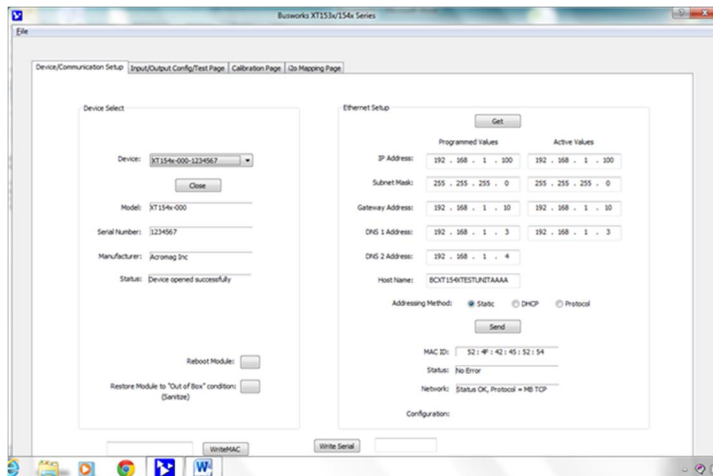 Busworks XT153x/154x Series
File
Device/Communication Setup Input/Output Config/Test Page Calibration Page i2o Mapping Page
Device Select
Device: XT154x-000-1234567
Close
Model: XT154x-000
Serial Number: 1234567
Manufacturer: Acromag Inc
Status: Device opened successfully
Reboot Module:
Restore Module to "Out of Box" condition:
(Sanitize)
WriteMAC
Write Serial
Ethernet Setup
Get
Programmed Values Active Values
IP Address: 192 . 168 . 1 . 100 192 . 168 . 1 . 100
Subnet Mask: 255 . 255 . 255 . 0 255 . 255 . 255 . 0
Gateway Address: 192 . 168 . 1 . 10 192 . 168 . 1 . 10
DNS 1 Address: 192 . 168 . 1 . 3 192 . 168 . 1 . 3
DNS 2 Address: 192 . 168 . 1 . 4
Host Name: BCXT154XTESTUNITAAAA
Addressing Method: Static DHCP Protocol
Send
MAC ID: 52 : 4F : 42 : 45 : 52 : 54
Status: No Error
Network: Status OK, Protocol = MB TCP
Configuration: